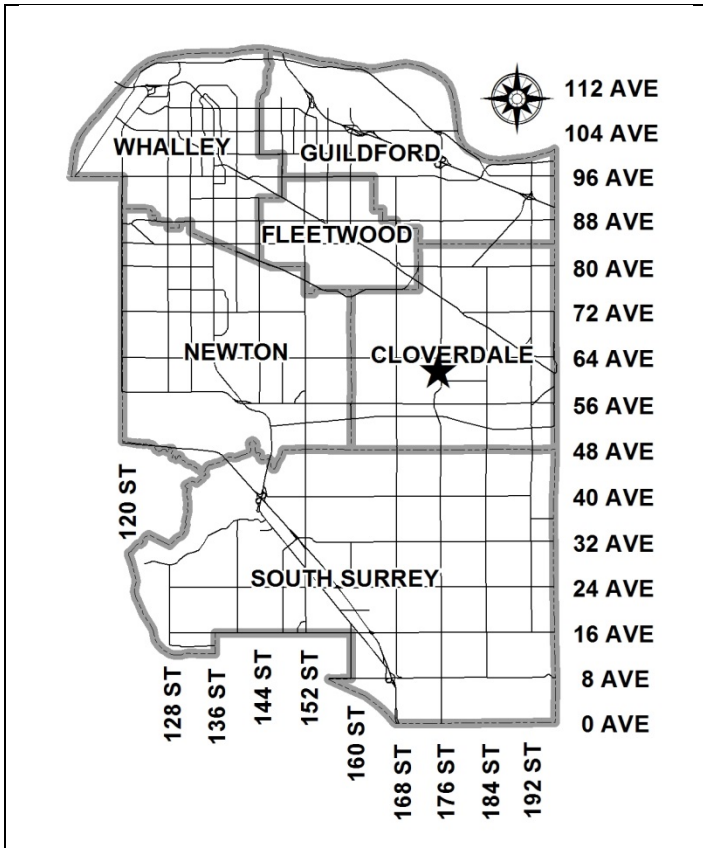 112 AVE
104 AVE
WHALLEY
GUILDFORD
96 AVE
88 AVE
FLEETWOOD
80 AVE
72 AVE
NEWTON
CLOVERDALE
64 AVE
56 AVE
48 AVE
120 ST
40 AVE
32 AVE
SOUTH SURREY
24 AVE
16 AVE
8 AVE
0 AVE
128 ST
136 ST
144 ST
152 ST
160 ST
168 ST
176 ST
184 ST
192 ST